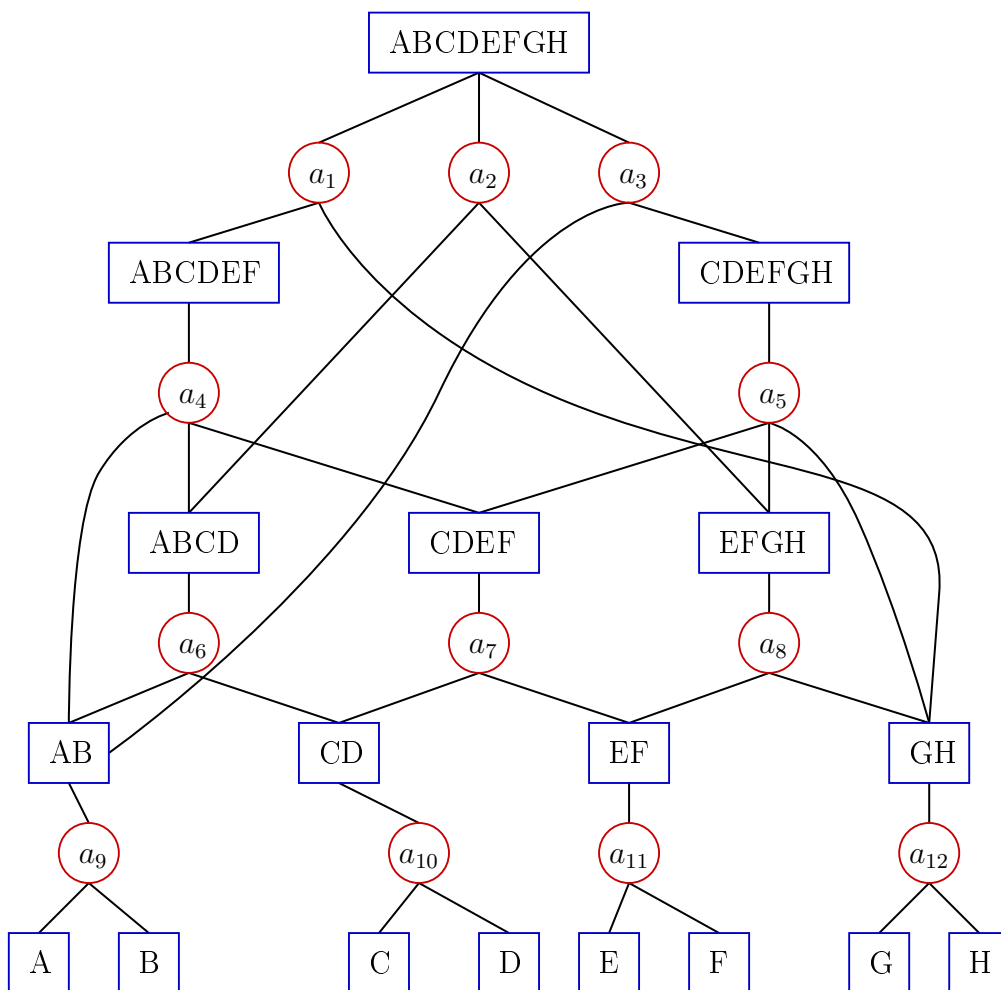 ABCDEFGH
a₁ a₂ a₃
ABCDEF CDEFGH
a₄ a₅
ABCD CDEF EFGH
a₆ a₇ a₈
AB CD EF GH
a₉ a₁₀ a₁₁ a₁₂
A B C D E F G H